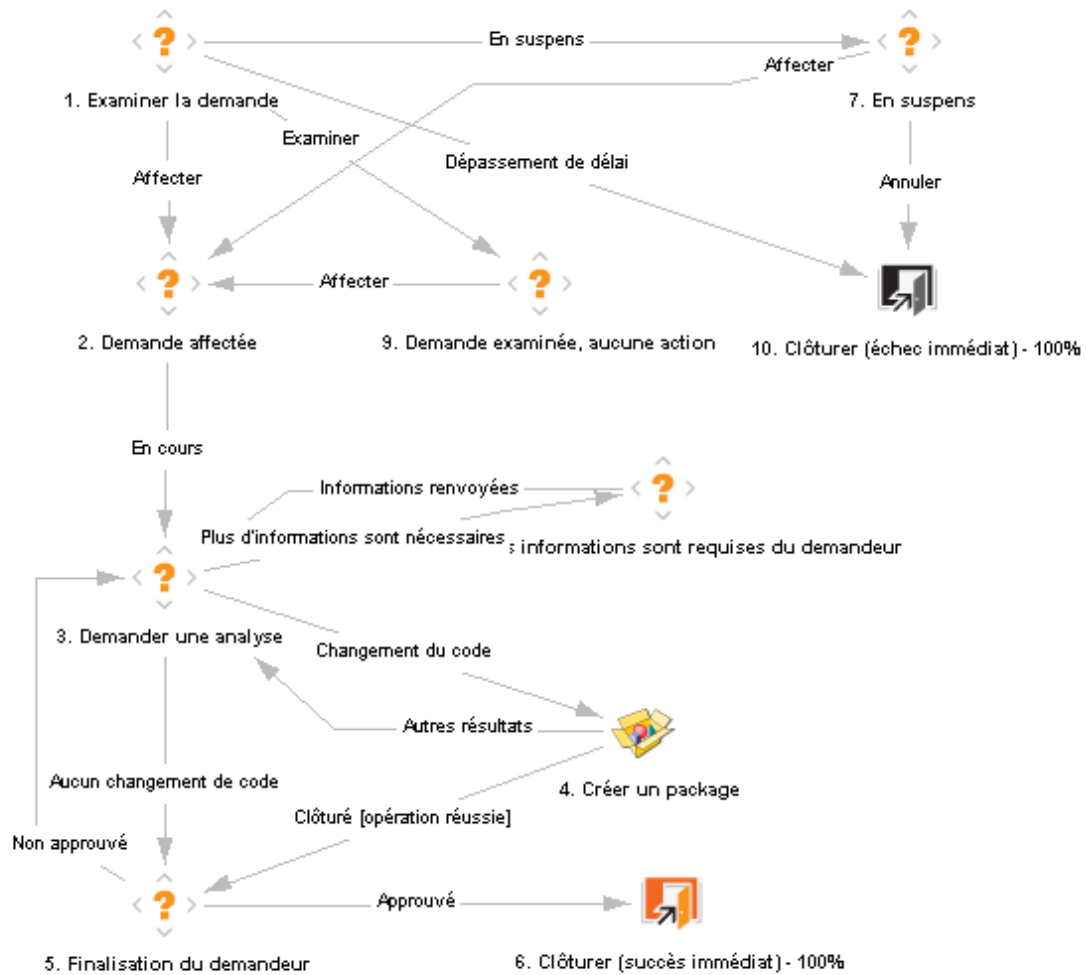 En suspens
Affecter
1. Examiner la demande
7. En suspens
Examiner
Dépassement de délai
Affecter
Annuler
Affecter
2. Demande affectée
9. Demande examinée, aucune action
10. Clôturer (échec immédiat) - 100%
En cours
Informations renvoyées
Plus d'informations sont nécessaires
informations sont requises du demandeur
3. Demander une analyse
Changement du code
Autres résultats
Aucun changement de code
4. Créer un package
Clôturé [opération réussie]
Non approuvé
Approuvé
5. Finalisation du demandeur
6. Clôturer (succès immédiat) - 100%